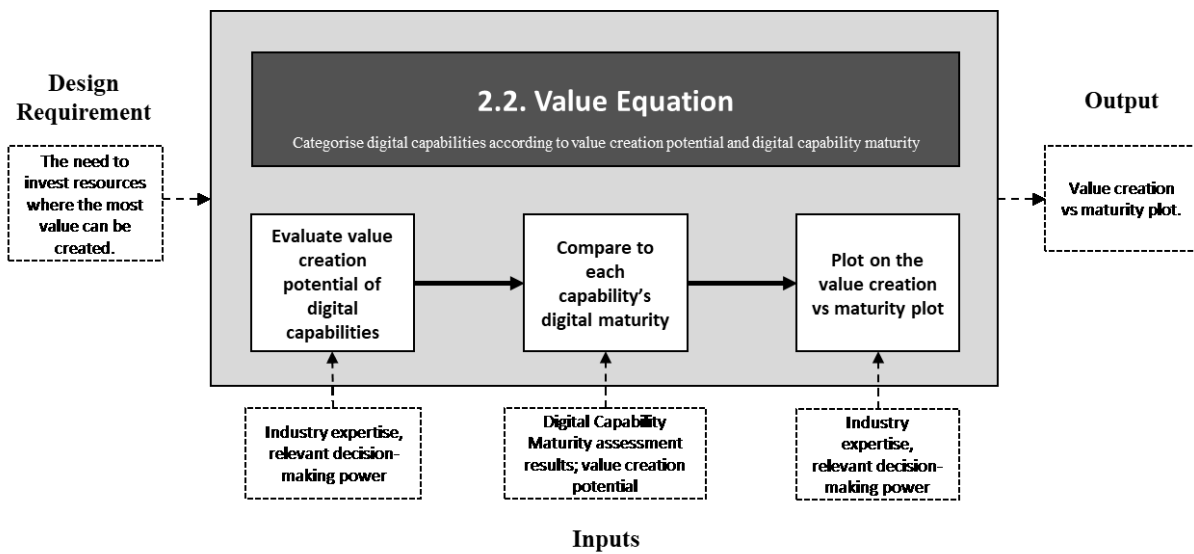 Design
Requirement
The need to
invest resources
where the most
value can be
created.
2.2. Value Equation
Categorise digital capabilities according to value creation potential and digital capability maturity
Evaluate value
creation
potential of
digital
capabilities
Compare to
each
capability’s
digital maturity
Plot on the
value creation
vs maturity plot
Output
Value creation
vs maturity plot.
Industry expertise,
relevant decision-
making power
Digital Capability
Maturity assessment
results; value creation
potential
Industry
expertise,
relevant decision-
making power
Inputs